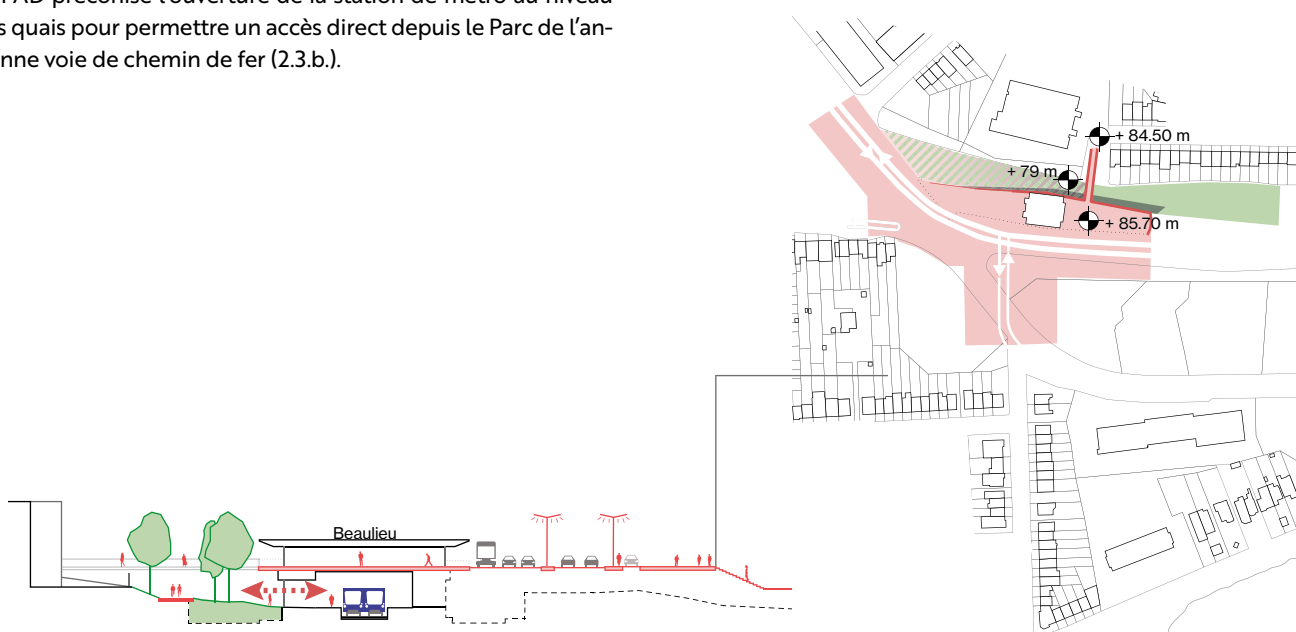 PAD préconise l'ouverture de la station de métro au niveau
s quais pour permettre un accès direct depuis le Parc de l'an-
nne voie de chemin de fer (2.3.b.).
+ 84.50 m
+ 79 m
+ 85.70 m
Beaulieu